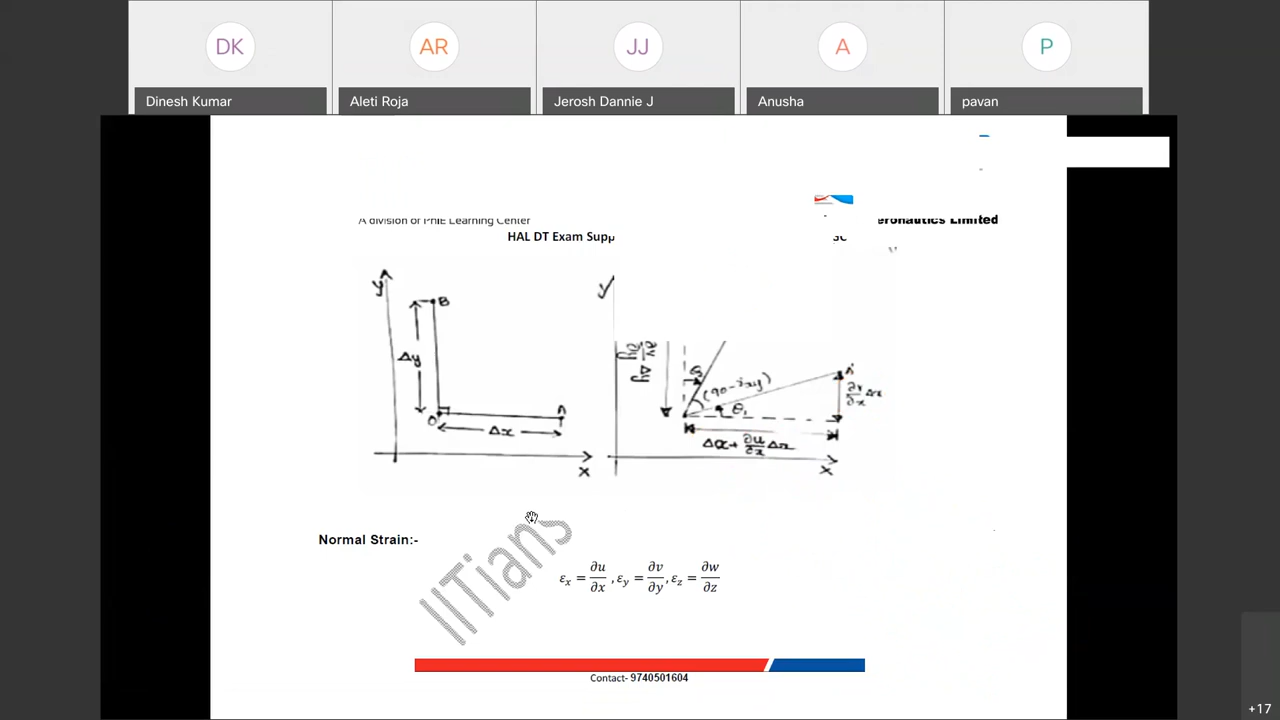 DK
AR
JJ
A
P
Dinesh Kumar
Aleti Roja
Jerosh Dannie J
Anusha
pavan
A division of PhIE Learning Center
eronautics Limited
HAL DT Exam Supp
y
B
Δy
O
A
Δx
x
y
∂v/∂y Δy
θ₂
(90-γxy)
θ₁
A'
∂v/∂x Δx
Δx+ ∂u/∂x Δx
x
Normal Strain:-
εx = ∂u/∂x , εy = ∂v/∂y , εz = ∂w/∂z
IITians
Contact- 9740501604
+17